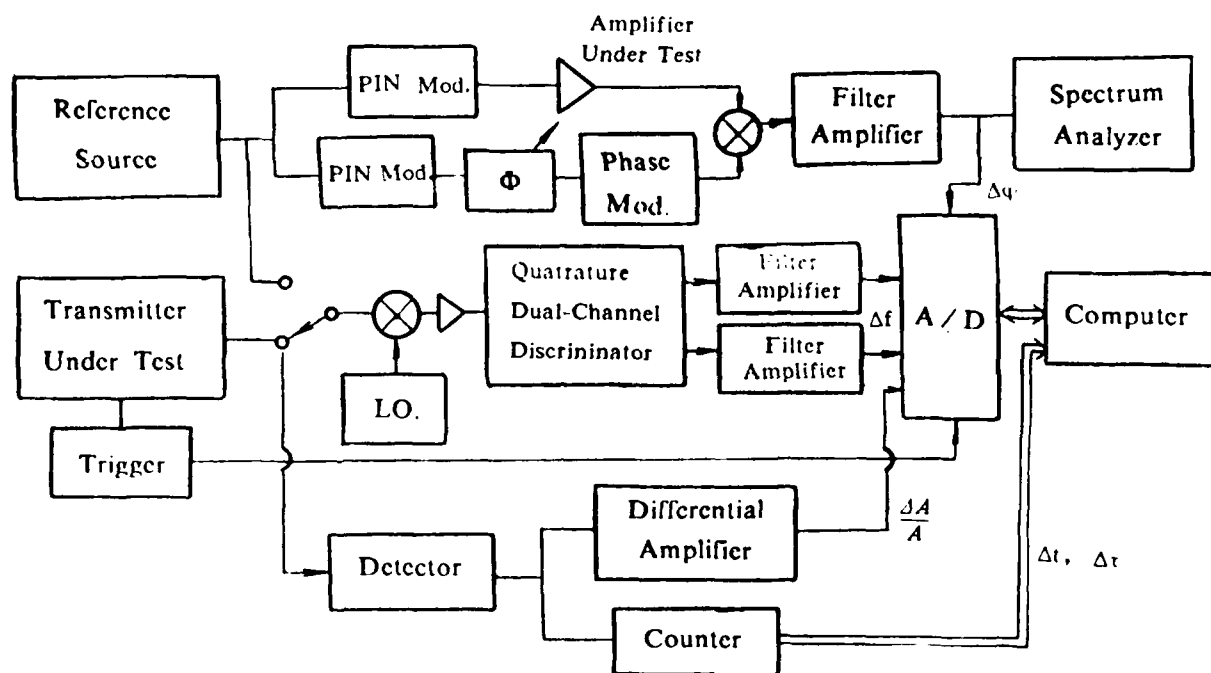 Amplifier
Under Test
Reference
Source
PIN Mod.
PIN Mod
Φ
Phase
Mod.
Filter
Amplifier
Spectrum
Analyzer
Transmitter
Under Test
LO.
Quatrature
Dual-Channel
Discrininator
Filter
Amplifier
Δf
Filter
Amplifier
A/D
Computer
Trigger
Detector
Differential
Amplifier
ΔA
A
Counter
Δt, Δτ